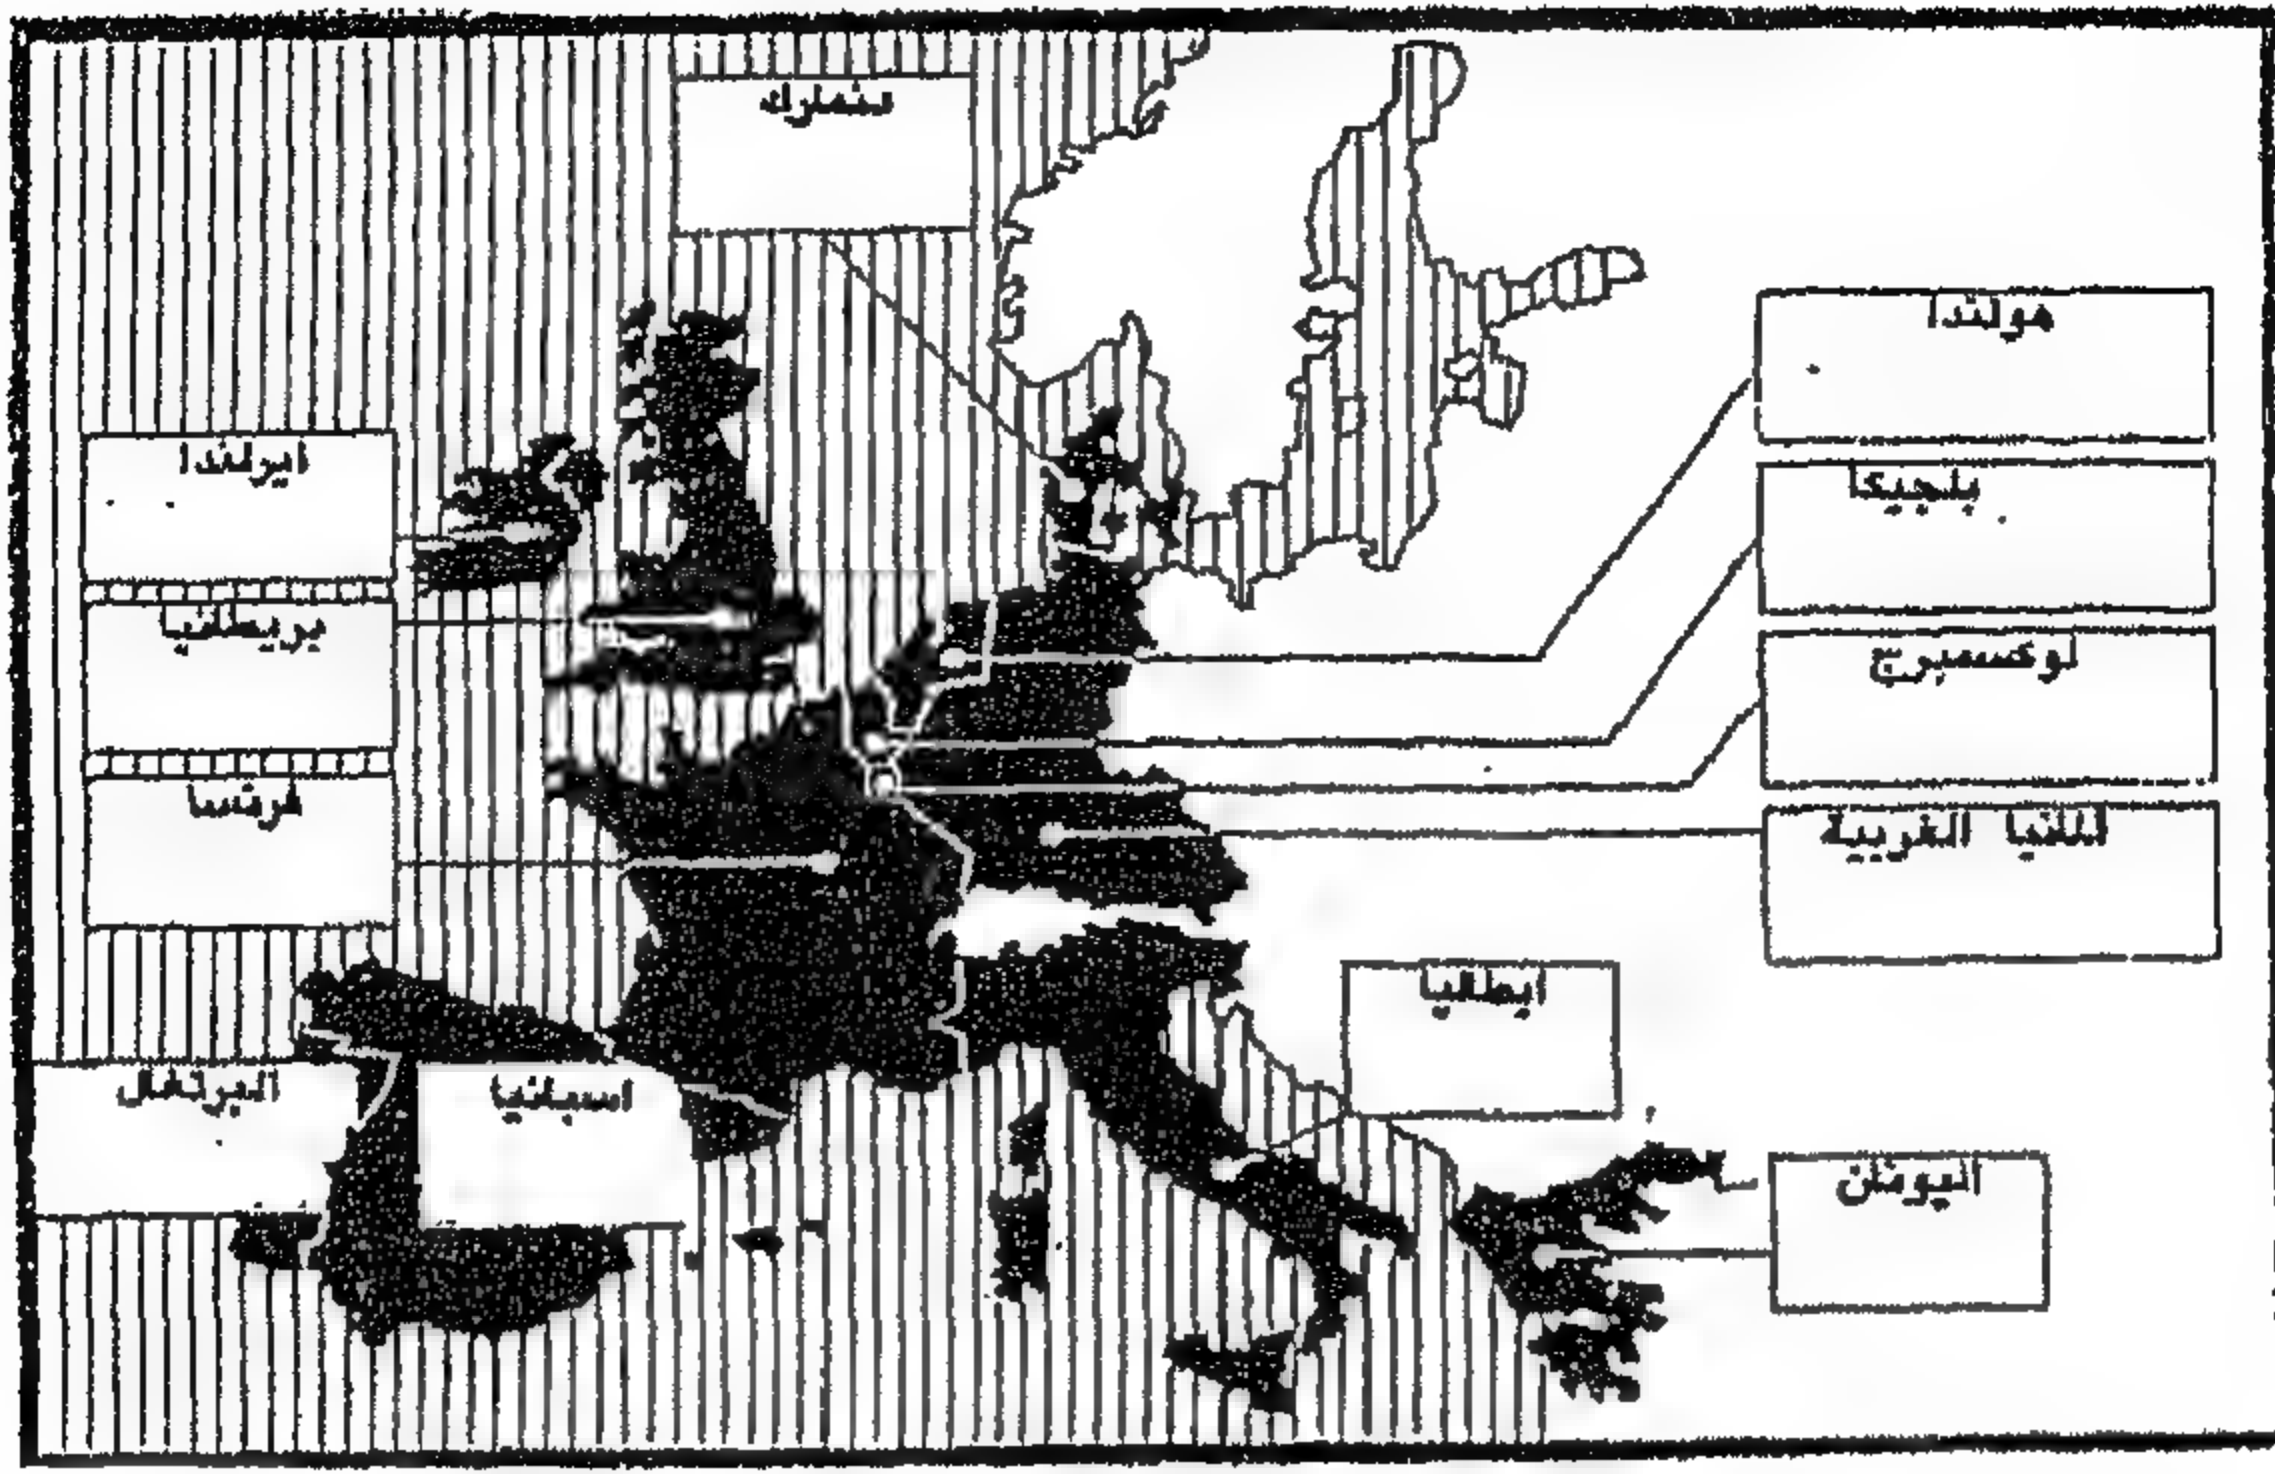 دنمارك
هولندا
بلجيكا
لوكسمبرج
المانيا الغربية
ايطاليا
اليونان
ايرلندا
بريطانيا
فرنسا
اسبانيا
البرتغال